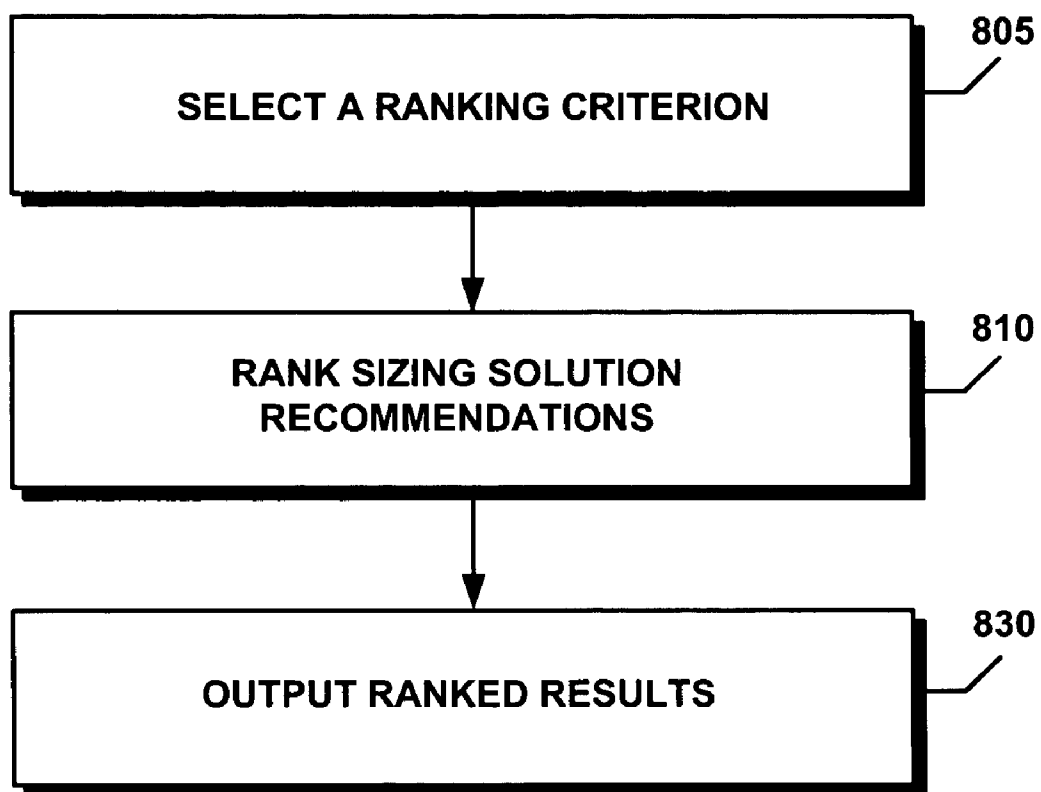 805
SELECT A RANKING CRITERION
810
RANK SIZING SOLUTION
RECOMMENDATIONS
830
OUTPUT RANKED RESULTS